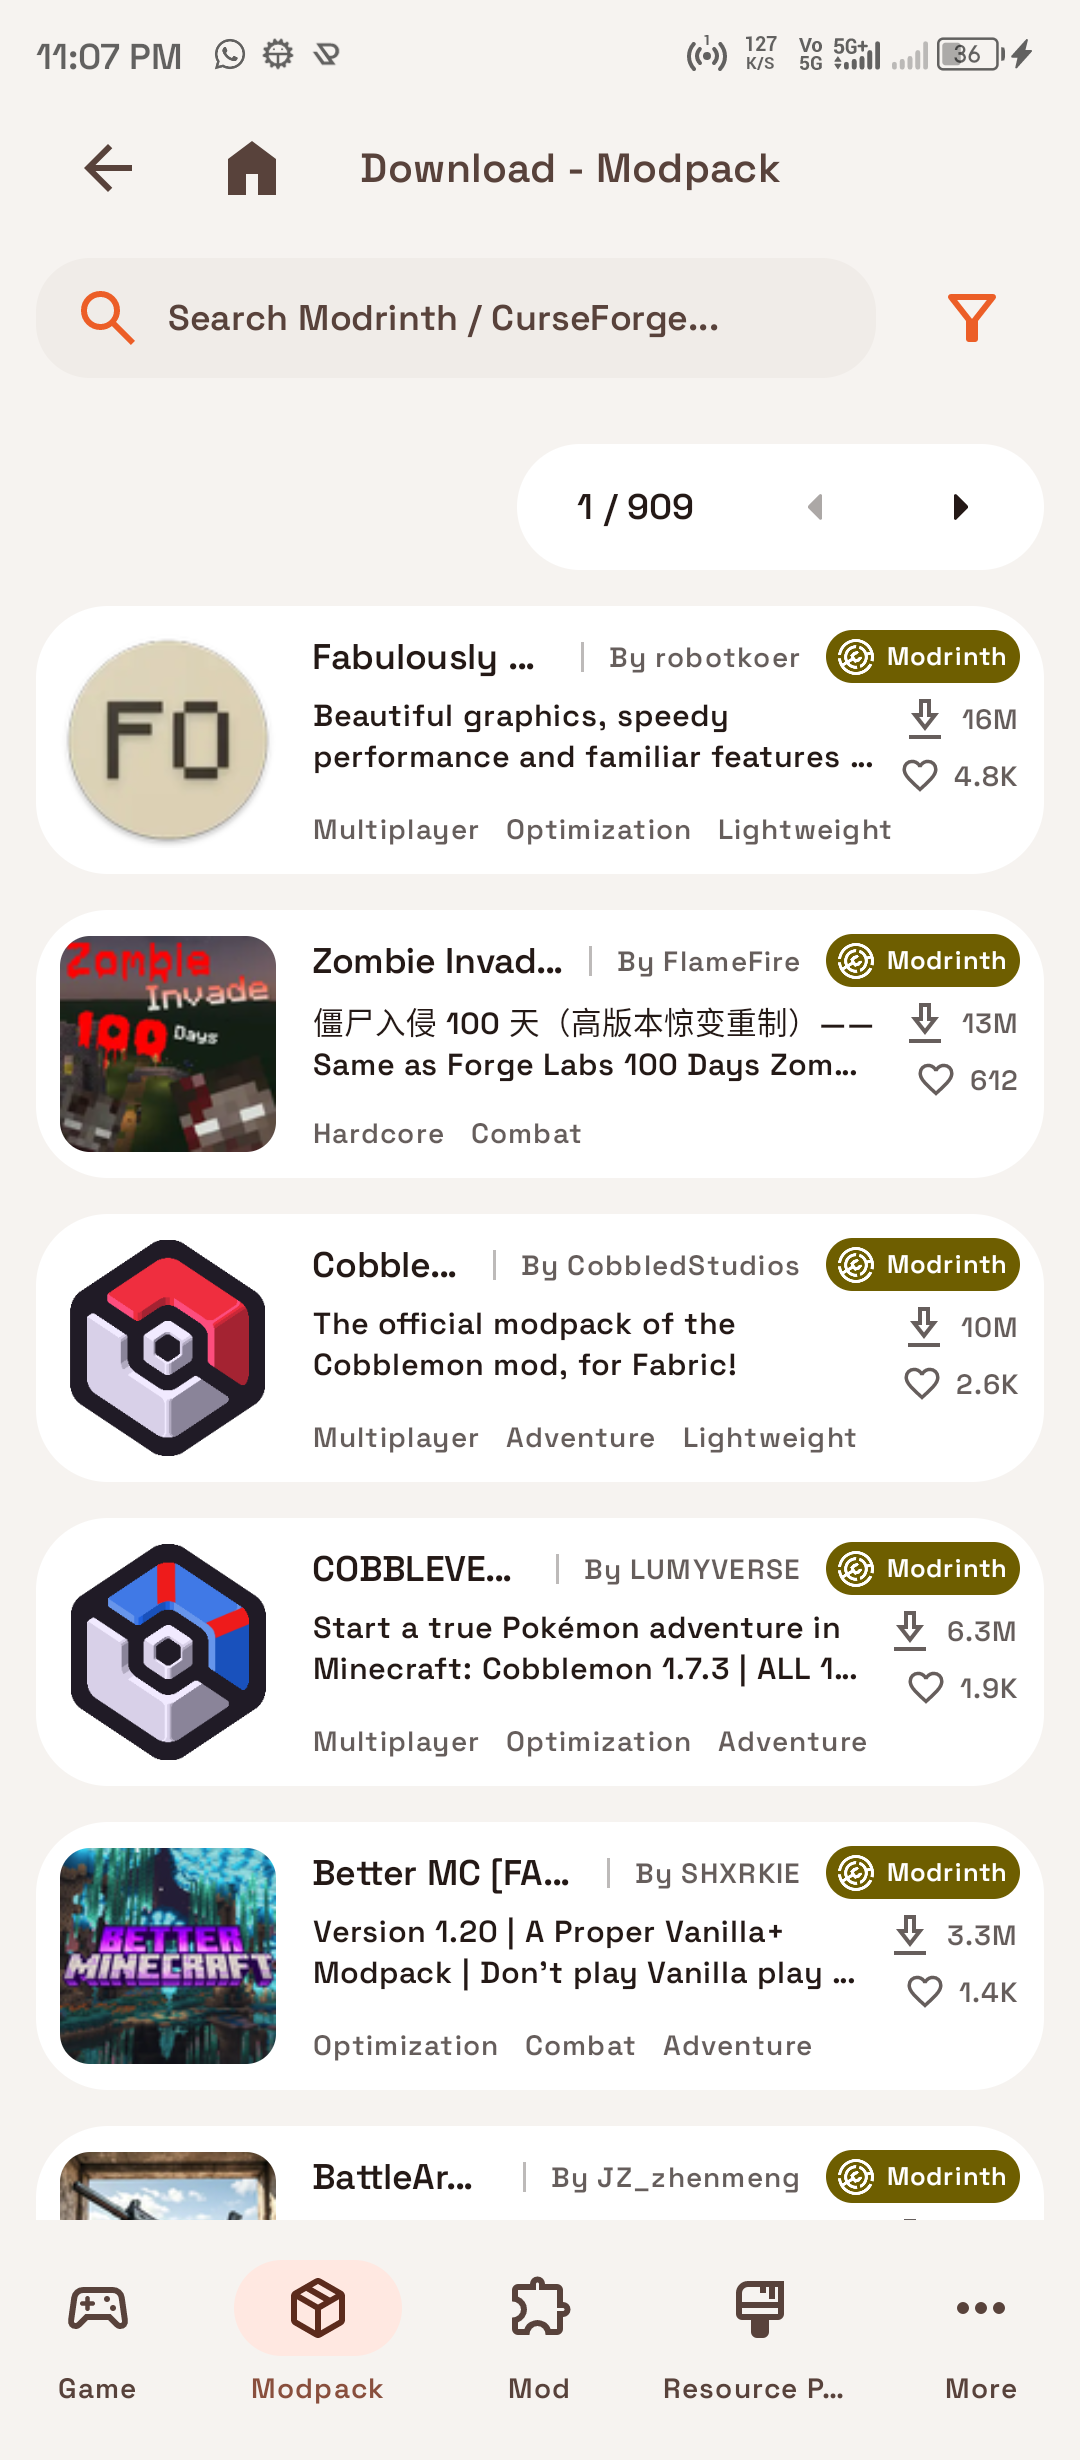 11:07 PM
1
127
K/S
Vo
5G
5G+
36
Download - Modpack
Search Modrinth / CurseForge...
1 / 909
FO
Fabulously ...
By robotkoer
Modrinth
Beautiful graphics, speedy
performance and familiar features ...
16M
4.8K
Multiplayer Optimization Lightweight
Zombie
Invade
100 Days
Zombie Invad...
By FlameFire
Modrinth
僵尸入侵 100 天（高版本惊变重制）——
Same as Forge Labs 100 Days Zom...
13M
612
Hardcore Combat
Cobble...
By CobbledStudios
Modrinth
The official modpack of the
Cobblemon mod, for Fabric!
10M
2.6K
Multiplayer Adventure Lightweight
COBBLEVE...
By LUMYVERSE
Modrinth
Start a true Pokémon adventure in
Minecraft: Cobblemon 1.7.3 | ALL 1...
6.3M
1.9K
Multiplayer Optimization Adventure
BETTER
MINECRAFT
Better MC [FA...
By SHXRKIE
Modrinth
Version 1.20 | A Proper Vanilla+
Modpack | Don't play Vanilla play ...
3.3M
1.4K
Optimization Combat Adventure
BattleAr...
By JZ_zhenmeng
Modrinth
Game
Modpack
Mod
Resource P...
More